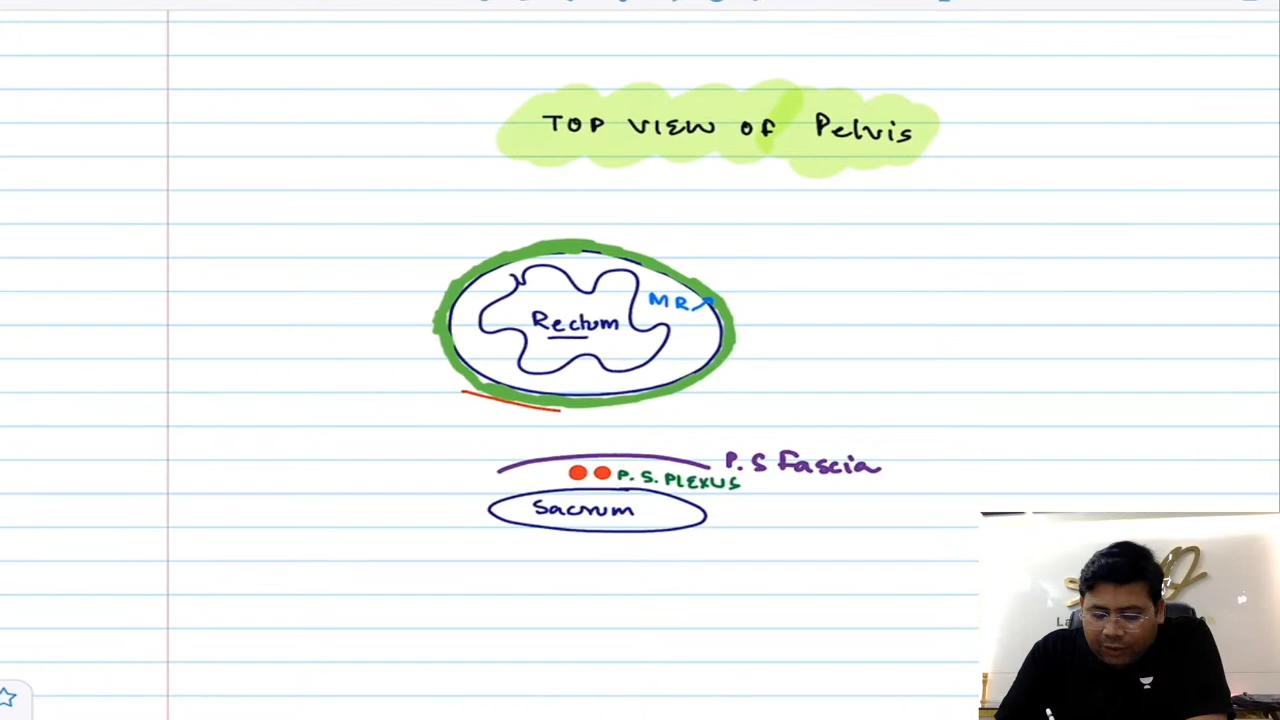 TOP VIEW OF Pelvis
MR
Rectum
P.S Fascia
P.S. PLEXUS
Sacrum